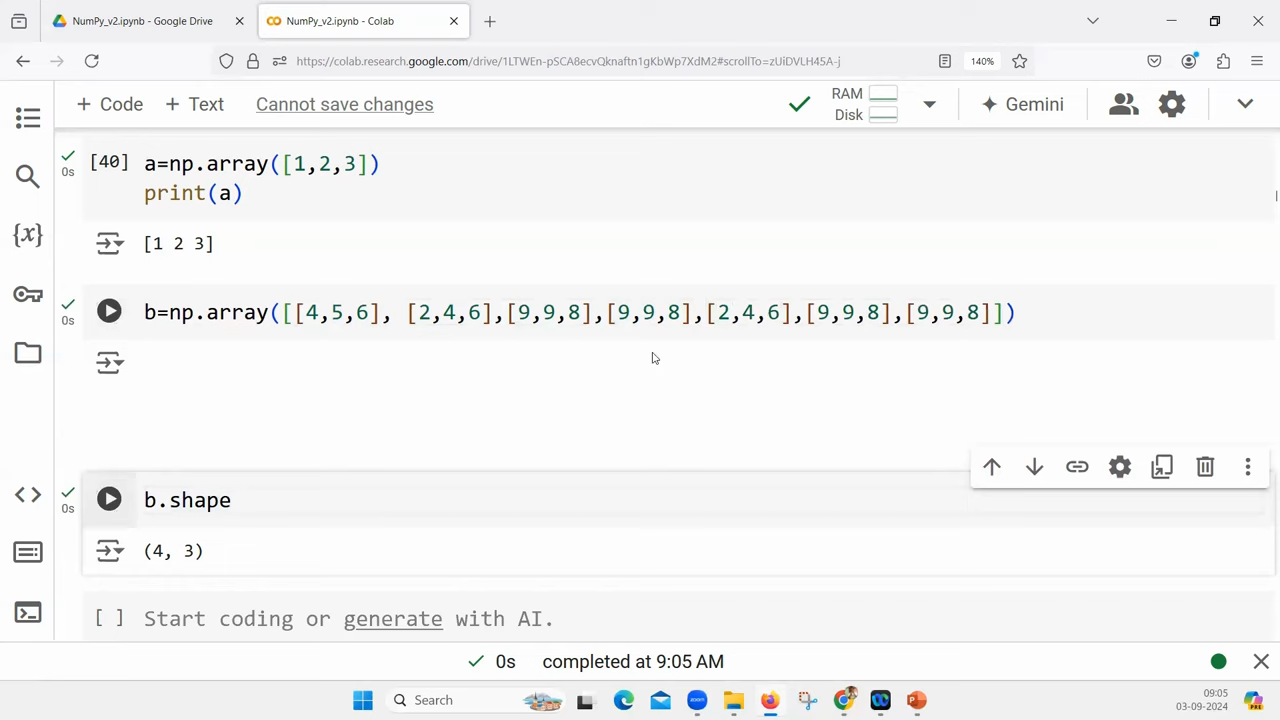 NumPy_v2.ipynb - Google Drive
NumPy_v2.ipynb - Colab
https://colab.research.google.com/drive/1LTWEn-pSCA8ecvQknaftn1gKbWp7XdM2#scrollTo=zUiDVLH45A-j
140%
+ Code + Text Cannot save changes
RAM
Disk
Gemini
[40] a=np.array([1,2,3])
print(a)
0s
[1 2 3]
b=np.array([[4,5,6], [2,4,6],[9,9,8],[9,9,8],[2,4,6],[9,9,8],[9,9,8]])
0s
b.shape
0s
(4, 3)
[ ] Start coding or generate with AI.
0s completed at 9:05 AM
Search
09:05
03-09-2024